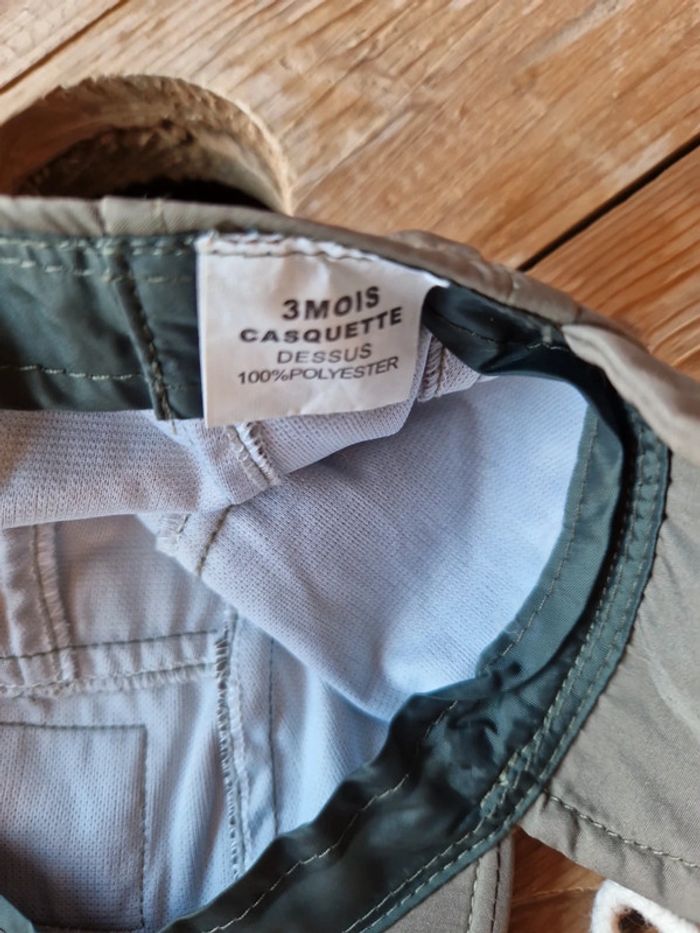 3MOIS
CASQUETTE
DESSUS
100%POLYESTER